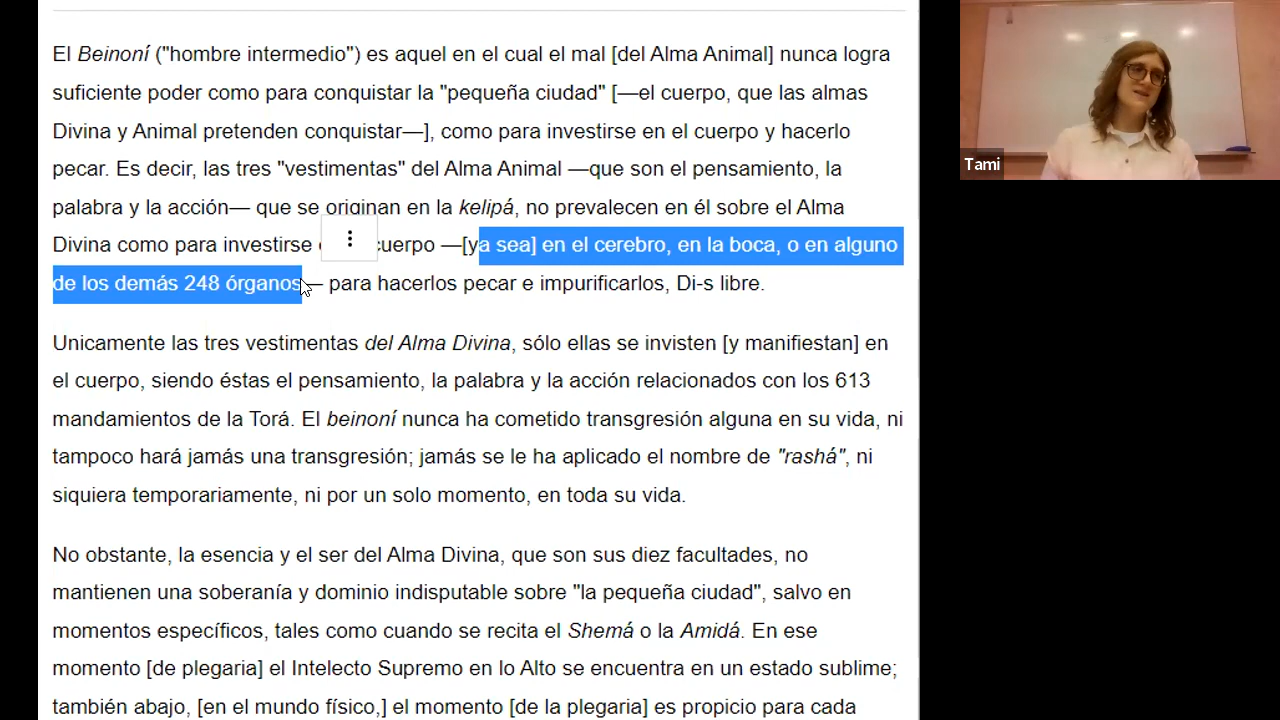 El Beinoní ("hombre intermedio") es aquel en el cual el mal [del Alma Animal] nunca logra
suficiente poder como para conquistar la "pequeña ciudad" [—el cuerpo, que las almas
Divina y Animal pretenden conquistar—], como para investirse en el cuerpo y hacerlo
pecar. Es decir, las tres "vestimentas" del Alma Animal —que son el pensamiento, la
palabra y la acción— que se originan en la kelipá, no prevalecen en él sobre el Alma
Divina como para investirse cuerpo —[ya sea] en el cerebro, en la boca, o en alguno
de los demás 248 órganos— para hacerlos pecar e impurificarlos, Di-s libre.
Unicamente las tres vestimentas del Alma Divina, sólo ellas se invisten [y manifiestan] en
el cuerpo, siendo éstas el pensamiento, la palabra y la acción relacionados con los 613
mandamientos de la Torá. El beinoní nunca ha cometido transgresión alguna en su vida, ni
tampoco hará jamás una transgresión; jamás se le ha aplicado el nombre de "rashá", ni
siquiera temporariamente, ni por un solo momento, en toda su vida.
No obstante, la esencia y el ser del Alma Divina, que son sus diez facultades, no
mantienen una soberanía y dominio indisputable sobre "la pequeña ciudad", salvo en
momentos específicos, tales como cuando se recita el Shemá o la Amidá. En ese
momento [de plegaria] el Intelecto Supremo en lo Alto se encuentra en un estado sublime;
también abajo, [en el mundo físico,] el momento [de la plegaria] es propicio para cada
Tami